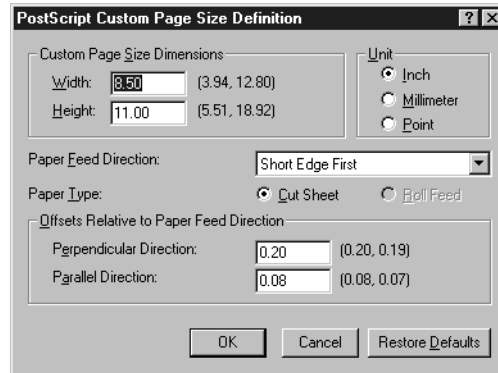 PostScript Custom Page Size Definition
Custom Page Size Dimensions
Width: 8.50 (3.94, 12.80)
Height: 11.00 (5.51, 18.92)
Unit
Inch
Millimeter
Point
Paper Feed Direction: Short Edge First
Paper Type: Cut Sheet Roll Feed
Offsets Relative to Paper Feed Direction
Perpendicular Direction: 0.20 (0.20, 0.19)
Parallel Direction: 0.08 (0.08, 0.07)
OK Cancel Restore Defaults